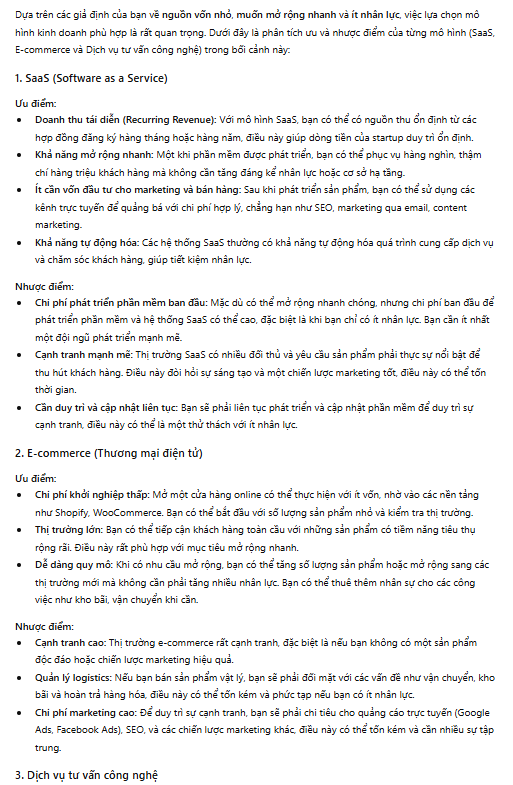 Dựa trên các giả định của bạn về nguồn vốn nhỏ, muốn mở rộng nhanh và ít nhân lực, việc lựa chọn mô
hình kinh doanh phù hợp là rất quan trọng. Dưới đây là phân tích ưu và nhược điểm của từng mô hình (SaaS,
E-commerce và Dịch vụ tư vấn công nghệ) trong bối cảnh này:
1. SaaS (Software as a Service)
Ưu điểm:
• Doanh thu tái diễn (Recurring Revenue): Với mô hình SaaS, bạn có thể có nguồn thu ổn định từ các
hợp đồng đăng ký hàng tháng hoặc hàng năm, điều này giúp dòng tiền của startup duy trì ổn định.
• Khả năng mở rộng nhanh: Một khi phần mềm được phát triển, bạn có thể phục vụ hàng nghìn, thậm
chí hàng triệu khách hàng mà không cần tăng đáng kể nhân lực hoặc cơ sở hạ tầng.
• Ít cần vốn đầu tư cho marketing và bán hàng: Sau khi phát triển sản phẩm, bạn có thể sử dụng các
kênh trực tuyến để quảng bá với chi phí hợp lý, chẳng hạn như SEO, marketing qua email, content
marketing.
• Khả năng tự động hóa: Các hệ thống SaaS thường có khả năng tự động hóa quá trình cung cấp dịch vụ
và chăm sóc khách hàng, giúp tiết kiệm nhân lực.
Nhược điểm:
• Chi phí phát triển phần mềm ban đầu: Mặc dù có thể mở rộng nhanh chóng, nhưng chi phí ban đầu để
phát triển phần mềm và hệ thống SaaS có thể cao, đặc biệt là khi bạn chỉ có ít nhân lực. Bạn cần ít nhất
một đội ngũ phát triển mạnh mẽ.
• Cạnh tranh mạnh mẽ: Thị trường SaaS có nhiều đối thủ và yêu cầu sản phẩm phải thực sự nổi bật để
thu hút khách hàng. Điều này đòi hỏi sự sáng tạo và một chiến lược marketing tốt, điều này có thể tốn
thời gian.
• Cần duy trì và cập nhật liên tục: Bạn sẽ phải liên tục phát triển và cập nhật phần mềm để duy trì sự
cạnh tranh, điều này có thể là một thử thách với ít nhân lực.
2. E-commerce (Thương mại điện tử)
Ưu điểm:
• Chi phí khởi nghiệp thấp: Mở một cửa hàng online có thể thực hiện với ít vốn, nhờ vào các nền tảng
như Shopify, WooCommerce. Bạn có thể bắt đầu với số lượng sản phẩm nhỏ và kiểm tra thị trường.
• Thị trường lớn: Bạn có thể tiếp cận khách hàng toàn cầu với những sản phẩm có tiềm năng tiêu thụ
rộng rãi. Điều này rất phù hợp với mục tiêu mở rộng nhanh.
• Dễ dàng quy mô: Khi có nhu cầu mở rộng, bạn có thể tăng số lượng sản phẩm hoặc mở rộng sang các
thị trường mới mà không cần phải tăng nhiều nhân lực. Bạn có thể thuê thêm nhân sự cho các công
việc như kho bãi, vận chuyển khi cần.
Nhược điểm:
• Cạnh tranh cao: Thị trường e-commerce rất cạnh tranh, đặc biệt là nếu bạn không có một sản phẩm
độc đáo hoặc chiến lược marketing hiệu quả.
• Quản lý logistics: Nếu bạn bán sản phẩm vật lý, bạn sẽ phải đối mặt với các vấn đề như vận chuyển, kho
bãi và hoàn trả hàng hóa, điều này có thể tốn kém và phức tạp nếu bạn có ít nhân lực.
• Chi phí marketing cao: Để duy trì sự cạnh tranh, bạn sẽ phải chi tiêu cho quảng cáo trực tuyến (Google
Ads, Facebook Ads), SEO, và các chiến lược marketing khác, điều này có thể tốn kém và cần nhiều sự tập
trung.
3. Dịch vụ tư vấn công nghệ